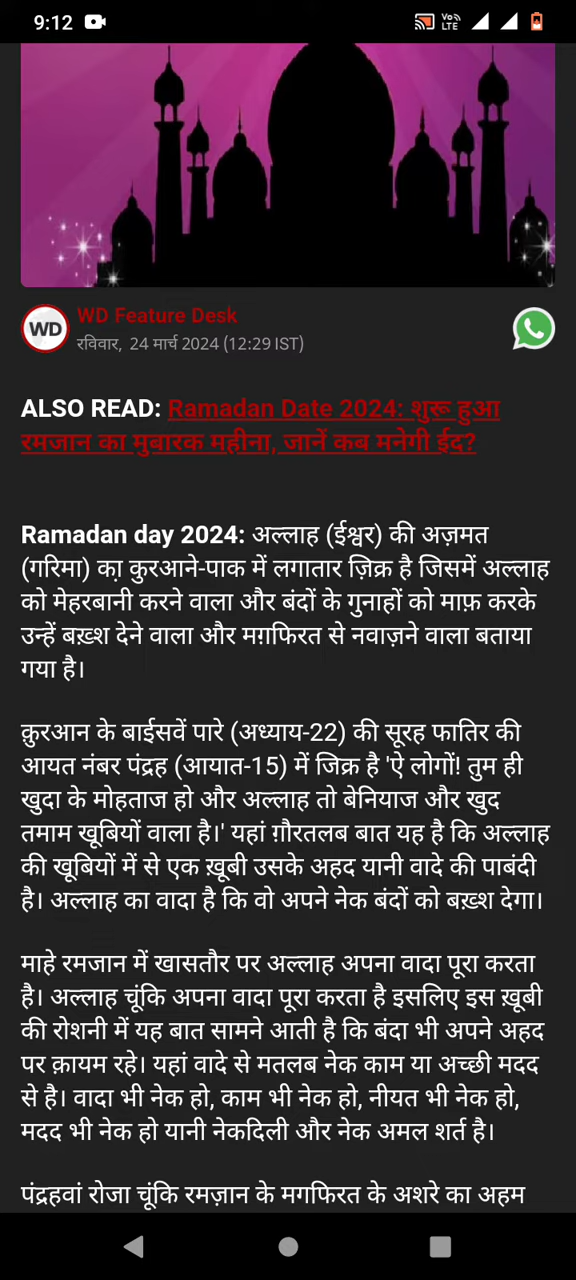 9:12
Vo) LTE
WD
WD Feature Desk
रविवार, 24 मार्च 2024 (12:29 IST)
ALSO READ: Ramadan Date 2024: शुरू हुआ
रमजान का मुबारक महीना, जानें कब मनेगी ईद?
Ramadan day 2024: अल्लाह (ईश्वर) की अज़मत
(गरिमा) का़ कुरआने-पाक में लगातार ज़िक्र है जिसमें अल्लाह
को मेहरबानी करने वाला और बंदों के गुनाहों को माफ़ करके
उन्हें बख़्श देने वाला और मग़फिरत से नवाज़ने वाला बताया
गया है।
क़ुरआन के बाईसवें पारे (अध्याय-22) की सूरह फातिर की
आयत नंबर पंद्रह (आयात-15) में जिक्र है 'ऐ लोगों! तुम ही
खुदा के मोहताज हो और अल्लाह तो बेनियाज और खुद
तमाम खूबियों वाला है।' यहां ग़ौरतलब बात यह है कि अल्लाह
की खूबियों में से एक ख़ूबी उसके अहद यानी वादे की पाबंदी
है। अल्लाह का वादा है कि वो अपने नेक बंदों को बख़्श देगा।
माहे रमजान में खासतौर पर अल्लाह अपना वादा पूरा करता
है। अल्लाह चूंकि अपना वादा पूरा करता है इसलिए इस ख़ूबी
की रोशनी में यह बात सामने आती है कि बंदा भी अपने अहद
पर क़ायम रहे। यहां वादे से मतलब नेक काम या अच्छी मदद
से है। वादा भी नेक हो, काम भी नेक हो, नीयत भी नेक हो,
मदद भी नेक हो यानी नेकदिली और नेक अमल शर्त है।
पंद्रहवां रोजा चूंकि रमज़ान के मगफिरत के अशरे का अहम